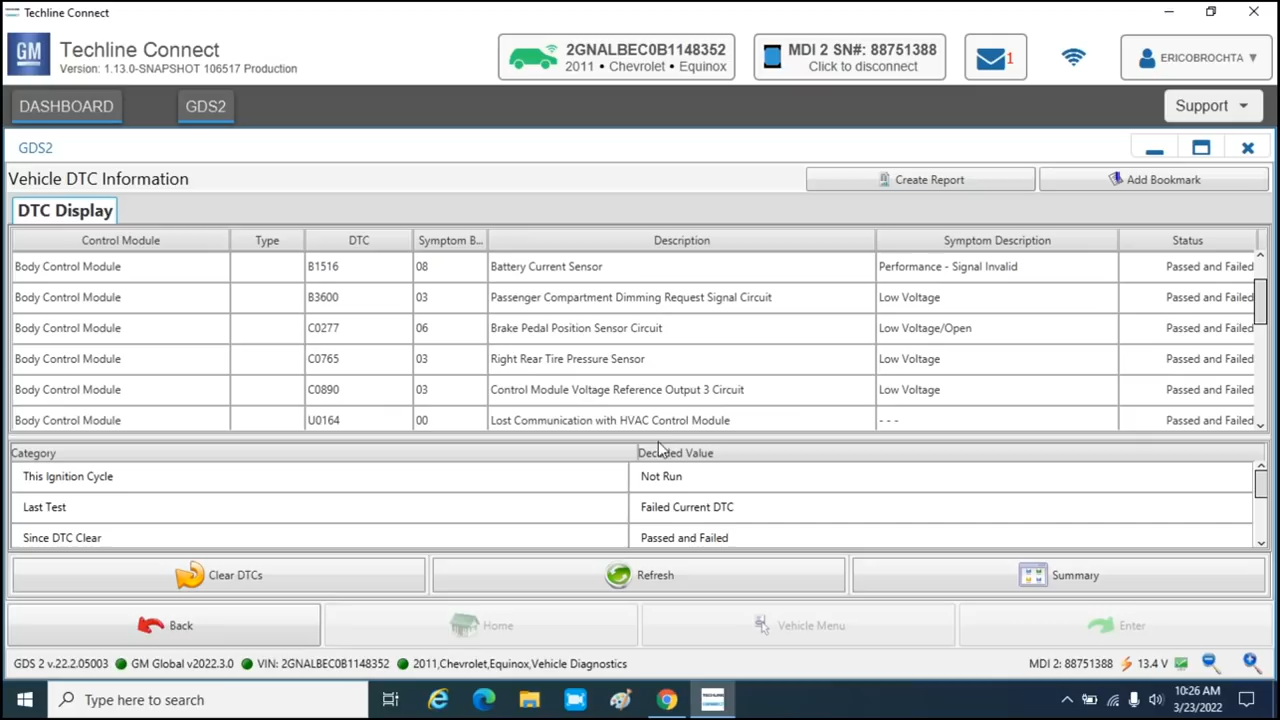 Techline Connect
GM
Techline Connect
Version: 1.13.0-SNAPSHOT 106517 Production
2GNALBEC0B1148352
2011 • Chevrolet • Equinox
MDI 2 SN#: 88751388
Click to disconnect
1
ERICOBROCHTA
DASHBOARD
GDS2
Support
GDS2
Vehicle DTC Information
Create Report
Add Bookmark
DTC Display
Control Module Type DTC Symptom B... Description Symptom Description Status
Body Control Module B1516 08 Battery Current Sensor Performance - Signal Invalid Passed and Failed
Body Control Module B3600 03 Passenger Compartment Dimming Request Signal Circuit Low Voltage Passed and Failed
Body Control Module C0277 06 Brake Pedal Position Sensor Circuit Low Voltage/Open Passed and Failed
Body Control Module C0765 03 Right Rear Tire Pressure Sensor Low Voltage Passed and Failed
Body Control Module C0890 03 Control Module Voltage Reference Output 3 Circuit Low Voltage Passed and Failed
Body Control Module U0164 00 Lost Communication with HVAC Control Module - - - Passed and Failed
Category Decoded Value
This Ignition Cycle Not Run
Last Test Failed Current DTC
Since DTC Clear Passed and Failed
Clear DTCs Refresh Summary
Back Home Vehicle Menu Enter
GDS 2 v.22.2.05003 GM Global v2022.3.0 VIN: 2GNALBEC0B1148352 2011,Chevrolet,Equinox,Vehicle Diagnostics MDI 2: 88751388 13.4 V
Type here to search
TECHLINE CONNECT
10:26 AM
3/23/2022